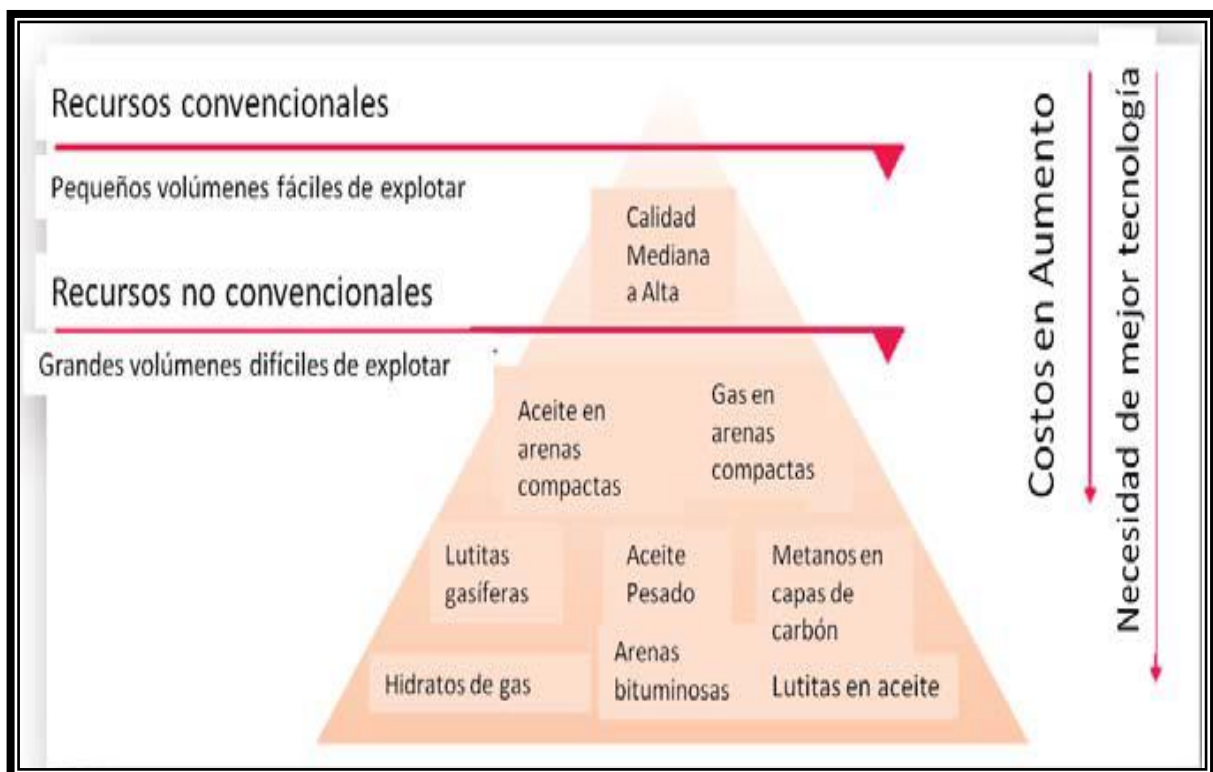 Recursos convencionales
Pequeños volúmenes fáciles de explotar
Calidad
Mediana
a Alta
Recursos no convencionales
Grandes volúmenes difíciles de explotar
Aceite en
arenas
compactas
Gas en
arenas
compactas
Lutitas
gasíferas
Aceite
Pesado
Metanos en
capas de
carbón
Hidratos de gas
Arenas
bituminosas
Lutitas en aceite
Costos en Aumento
Necesidad de mejor tecnología